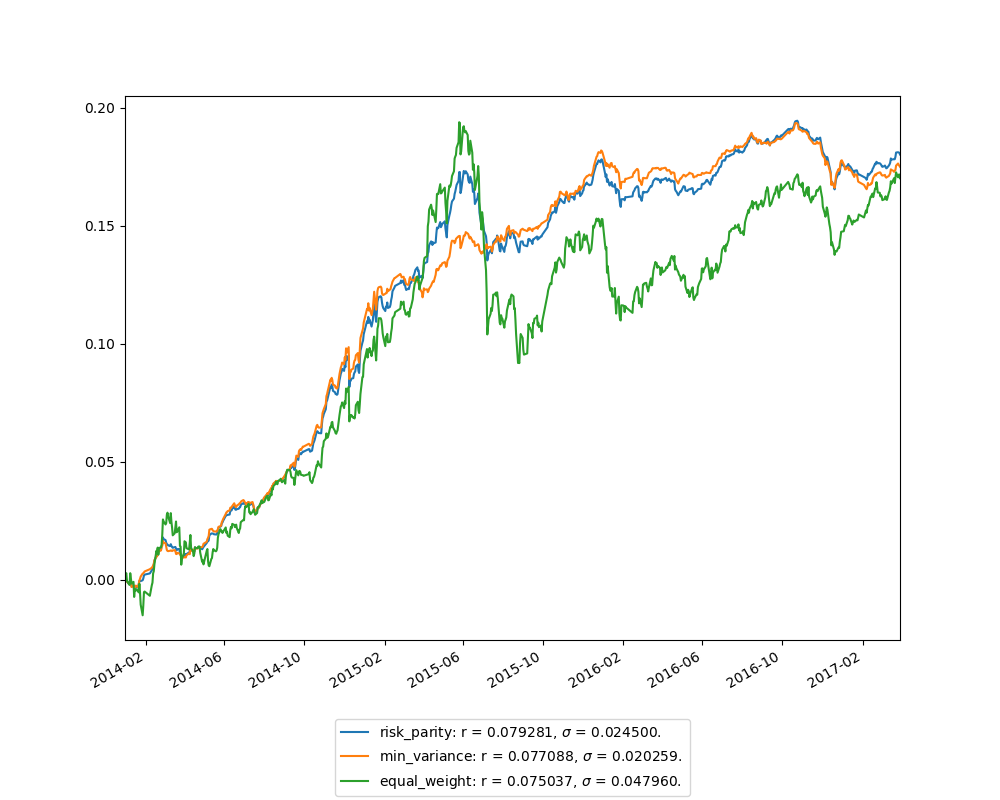 0.20
0.15
0.10
0.05
0.00
2014-02 2014-06 2014-10 2015-02 2015-06 2015-10 2016-02 2016-06 2016-10 2017-02
risk_parity: r = 0.079281, σ = 0.024500.
min_variance: r = 0.077088, σ = 0.020259.
equal_weight: r = 0.075037, σ = 0.047960.